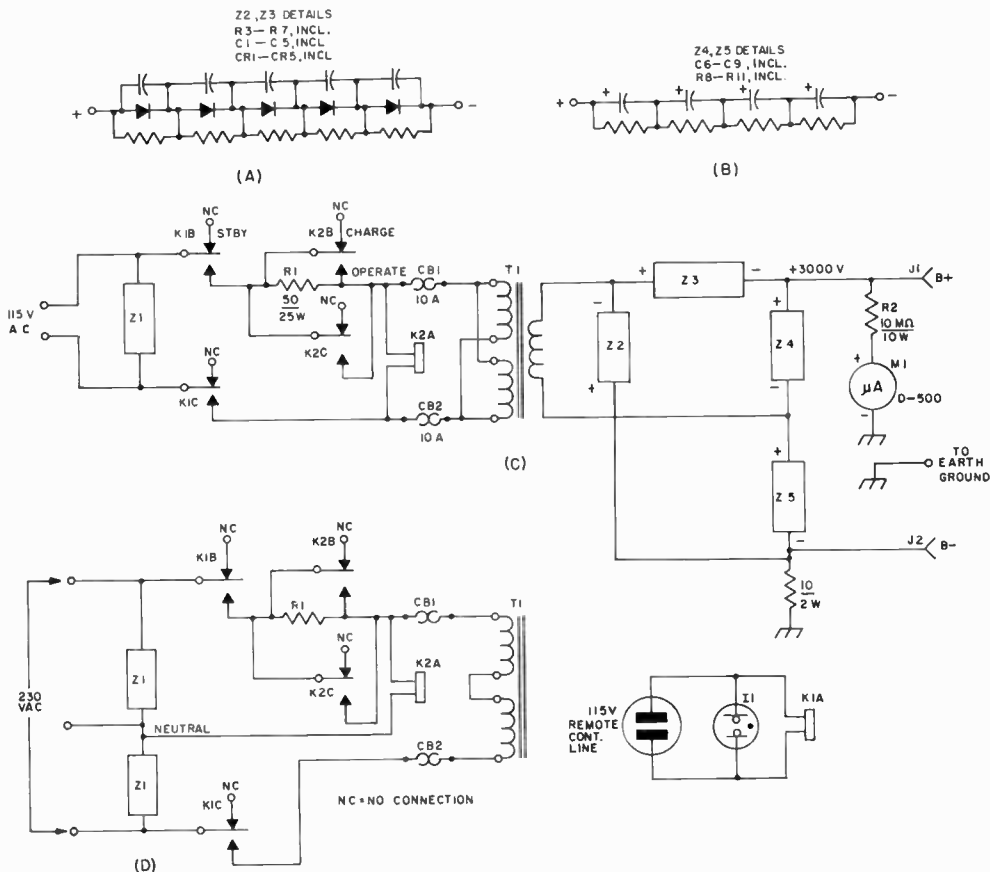 Z2, Z3 DETAILS
R3—R7, INCL.
C1—C5, INCL
CR1—CR5, INCL
+
−
(A)
Z4, Z5 DETAILS
C6—C9, INCL.
R8—R11, INCL.
+
+
+
+
+
−
(B)
NC
K1B
STBY
NC
K2B
CHARGE
R1
OPERATE
50
25W
NC
K2C
CB1
10 A
K2A
T1
115 V
A C
Z1
NC
K1C
CB2
10 A
(C)
+
Z3
−
+3000 V
J1
B+
−
Z2
+
+
Z4
−
R2
10 MΩ
10W
M1
+
μA
D-500
−
TO
EARTH
GROUND
+
Z5
−
J2
B-
10
2 W
NC
K1B
NC
K2B
R1
NC
K2C
CB1
T1
K2A
230
VAC
Z1
NEUTRAL
Z1
CB2
NC
K1C
NC = NO CONNECTION
(D)
115V
REMOTE
CONT.
LINE
I1
K1A